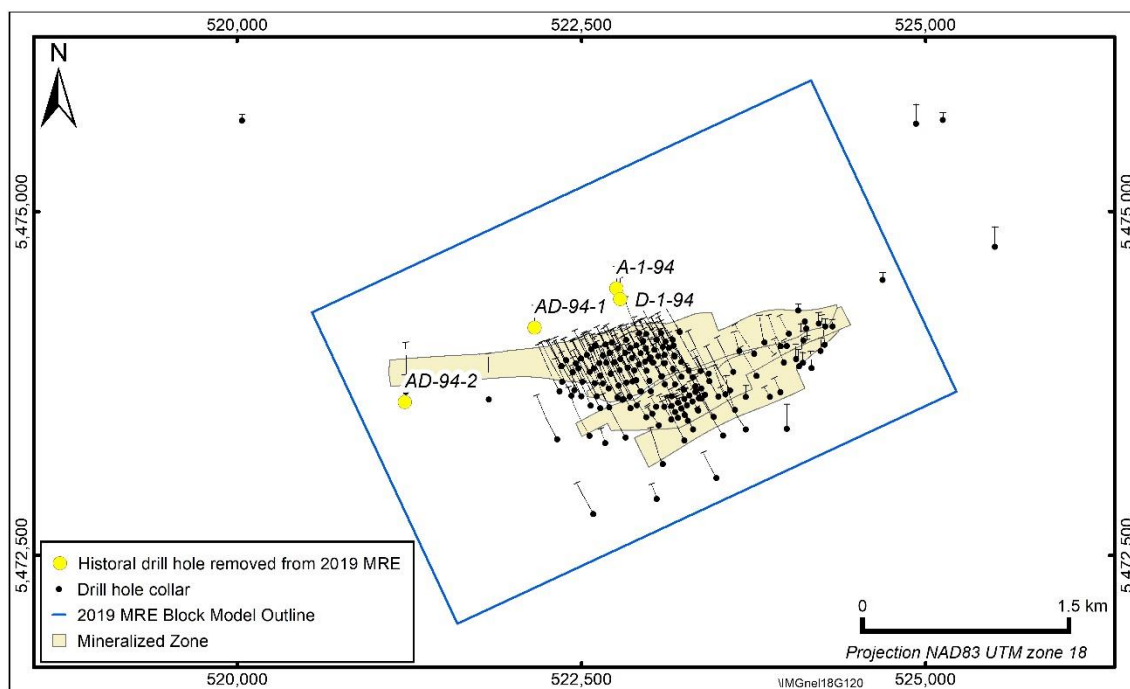 520,000
522,500
525,000
N
5,475,000
5,475,000
A-1-94
AD-94-1
D-1-94
AD-94-2
5,472,500
5,472,500
Historal drill hole removed from 2019 MRE
Drill hole collar
2019 MRE Block Model Outline
Mineralized Zone
0
1.5 km
Projection NAD83 UTM zone 18
520,000
522,500
\IMGnel18G120
525,000